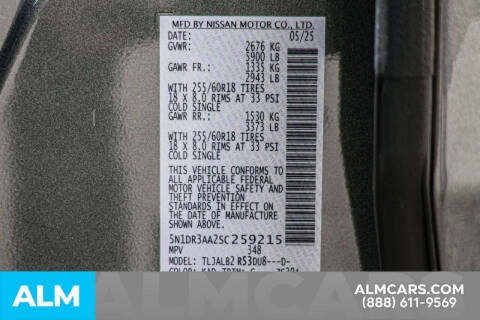 MFD BY NISSAN MOTOR CO., LTD.
DATE: 05/25
GVWR: 2676 KG
5900 LB
GAWR FR.: 1335 KG
2943 LB
WITH 255/60R18 TIRES
18 X 8.0 RIMS AT 33 PSI
COLD SINGLE
GAWR RR.: 1530 KG
3373 LB
WITH 255/60R18 TIRES
18 X 8.0 RIMS AT 33 PSI
COLD SINGLE
THIS VEHICLE CONFORMS TO
ALL APPLICABLE FEDERAL
MOTOR VEHICLE SAFETY AND
THEFT PREVENTION
STANDARDS IN EFFECT ON THE
DATE OF MANUFACTURE SHOWN
ABOVE.
5N1DR3AA2SC259215
MPV 348
MODEL: TLJALB2 R53DU8---D-
COLOR: KAD TRIM: G
ALM
ALMCARS.COM
(888) 611-9569